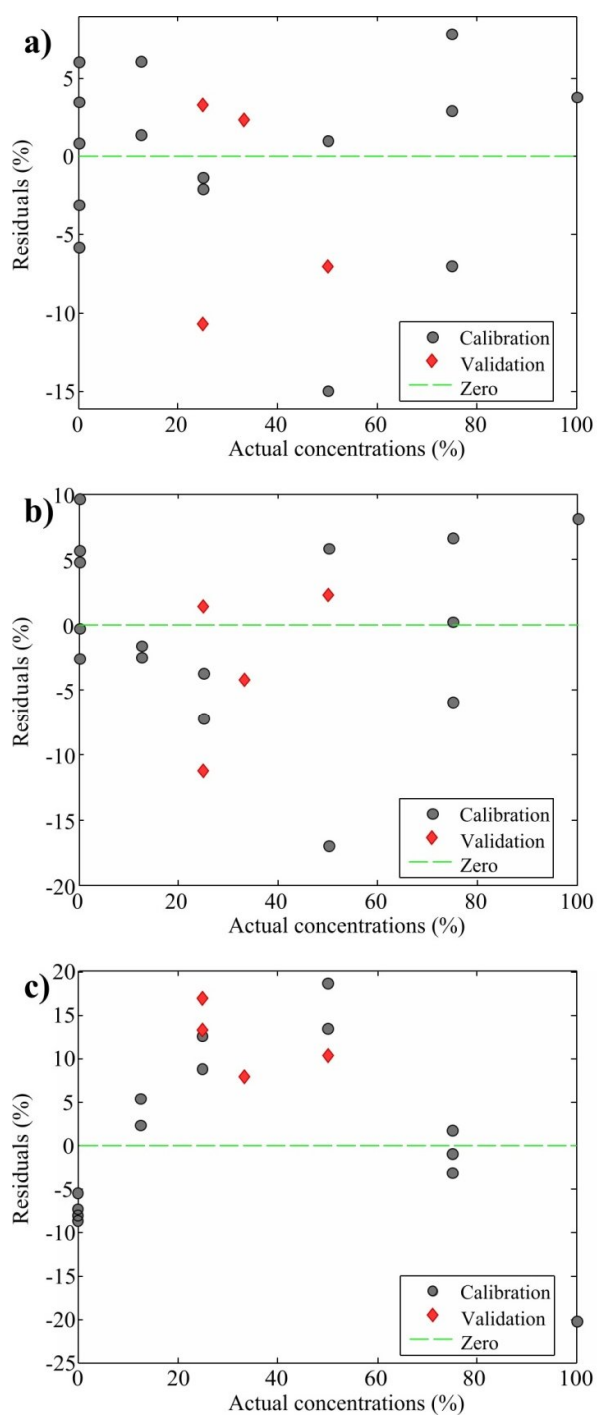 a)
5
0
-5
-10
-15
Residuals (%)
Calibration
Validation
Zero
0 20 40 60 80 100
Actual concentrations (%)
b)
10
5
0
-5
-10
-15
-20
Residuals (%)
Calibration
Validation
Zero
0 20 40 60 80 100
Actual concentrations (%)
c)
20
15
10
5
0
-5
-10
-15
-20
-25
Residuals (%)
Calibration
Validation
Zero
0 20 40 60 80 100
Actual concentrations (%)